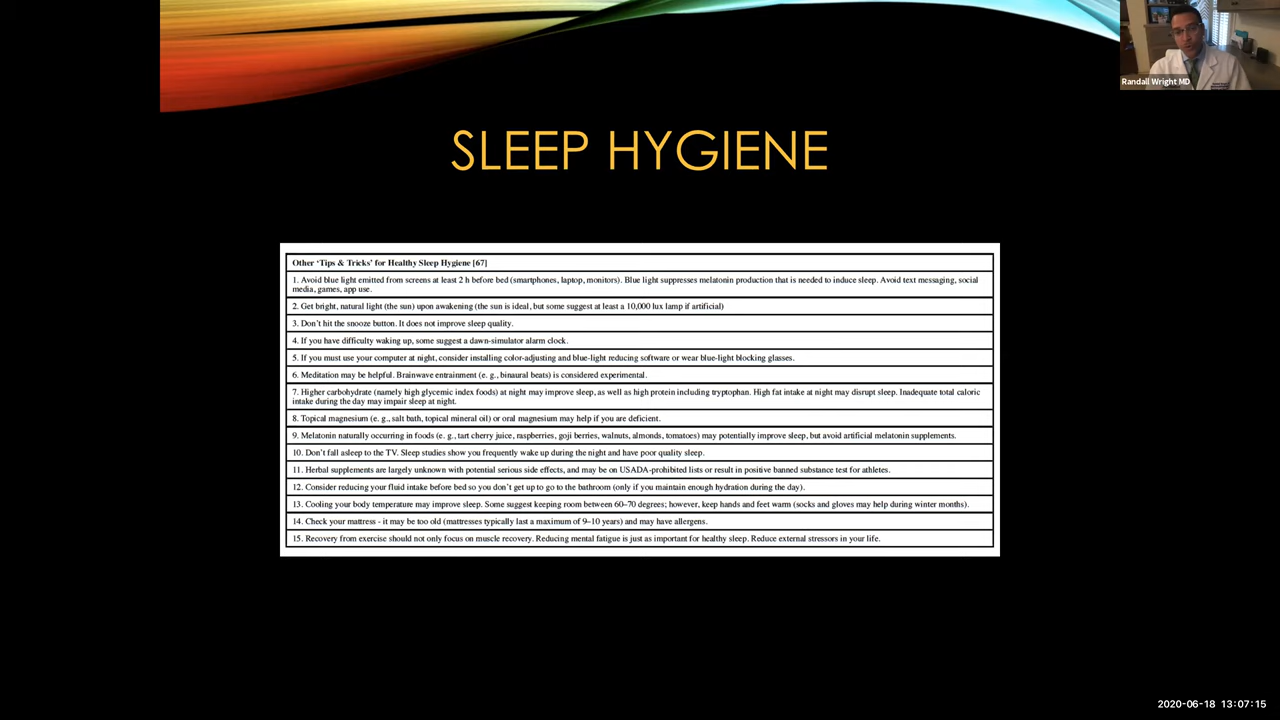 Randall Wright MD
SLEEP HYGIENE
Other ‘Tips & Tricks’ for Healthy Sleep Hygiene [67]
1. Avoid blue light emitted from screens at least 2 h before bed (smartphones, laptop, monitors). Blue light suppresses melatonin production that is needed to induce sleep. Avoid text messaging, social
media, games, app use.
2. Get bright, natural light (the sun) upon awakening (the sun is ideal, but some suggest at least a 10,000 lux lamp if artificial)
3. Don’t hit the snooze button. It does not improve sleep quality.
4. If you have difficulty waking up, some suggest a dawn-simulator alarm clock.
5. If you must use your computer at night, consider installing color-adjusting and blue-light reducing software or wear blue-light blocking glasses.
6. Meditation may be helpful. Brainwave entrainment (e. g., binaural beats) is considered experimental.
7. Higher carbohydrate (namely high glycemic index foods) at night may improve sleep, as well as high protein including tryptophan. High fat intake at night may disrupt sleep. Inadequate total caloric
intake during the day may impair sleep at night.
8. Topical magnesium (e. g., salt bath, topical mineral oil) or oral magnesium may help if you are deficient.
9. Melatonin naturally occurring in foods (e. g., tart cherry juice, raspberries, goji berries, walnuts, almonds, tomatoes) may potentially improve sleep, but avoid artificial melatonin supplements.
10. Don’t fall asleep to the TV. Sleep studies show you frequently wake up during the night and have poor quality sleep.
11. Herbal supplements are largely unknown with potential serious side effects, and may be on USADA-prohibited lists or result in positive banned substance test for athletes.
12. Consider reducing your fluid intake before bed so you don’t get up to go to the bathroom (only if you maintain enough hydration during the day).
13. Cooling your body temperature may improve sleep. Some suggest keeping room between 60–70 degrees; however, keep hands and feet warm (socks and gloves may help during winter months).
14. Check your mattress - it may be too old (mattresses typically last a maximum of 9–10 years) and may have allergens.
15. Recovery from exercise should not only focus on muscle recovery. Reducing mental fatigue is just as important for healthy sleep. Reduce external stressors in your life.
2020-06-18 13:07:15